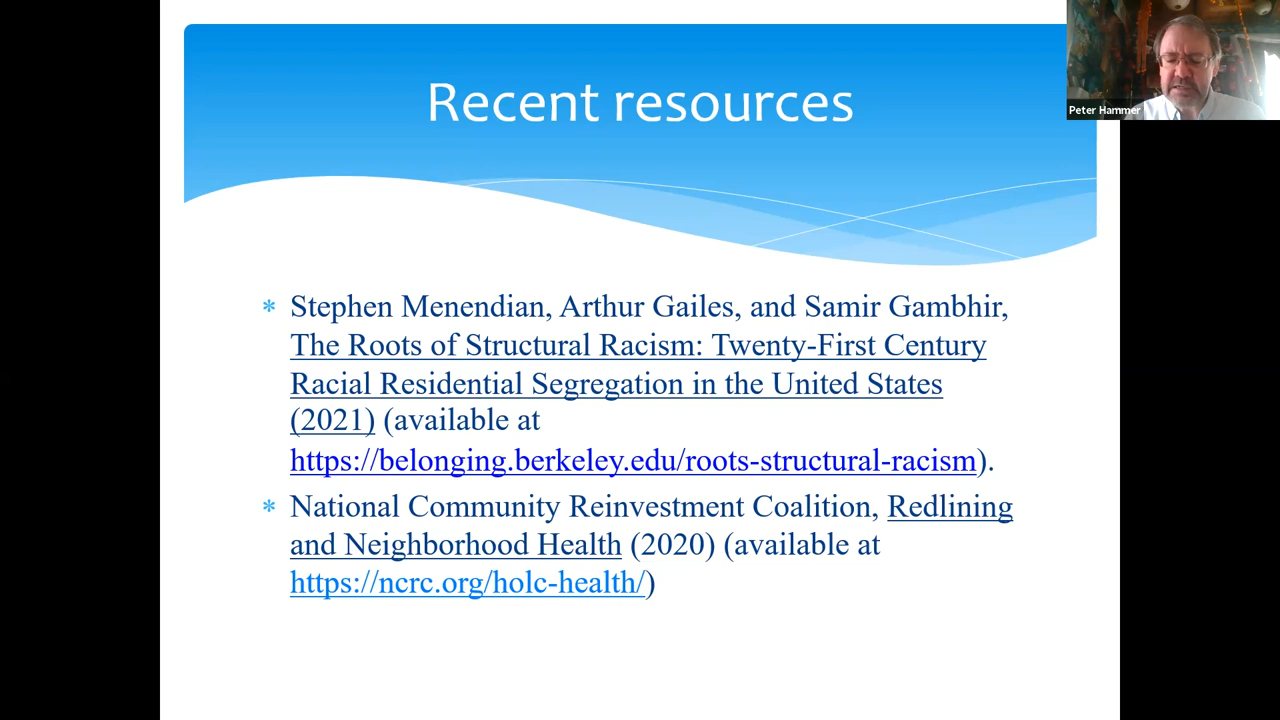 Recent resources
Peter Hammer
* Stephen Menendian, Arthur Gailes, and Samir Gambhir,
The Roots of Structural Racism: Twenty-First Century
Racial Residential Segregation in the United States
(2021) (available at
https://belonging.berkeley.edu/roots-structural-racism).
* National Community Reinvestment Coalition, Redlining
and Neighborhood Health (2020) (available at
https://ncrc.org/holc-health/)